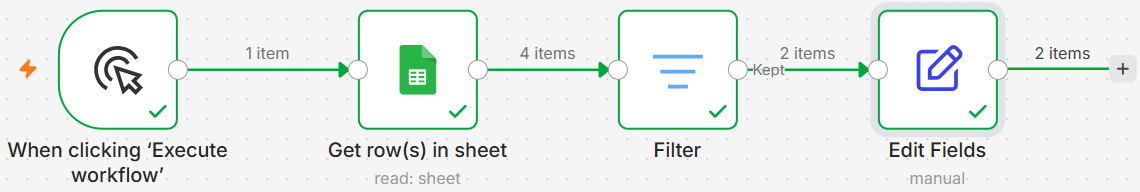 1 item
4 items
2 items
2 items
Kept
When clicking ‘Execute
workflow’
Get row(s) in sheet
read: sheet
Filter
Edit Fields
manual